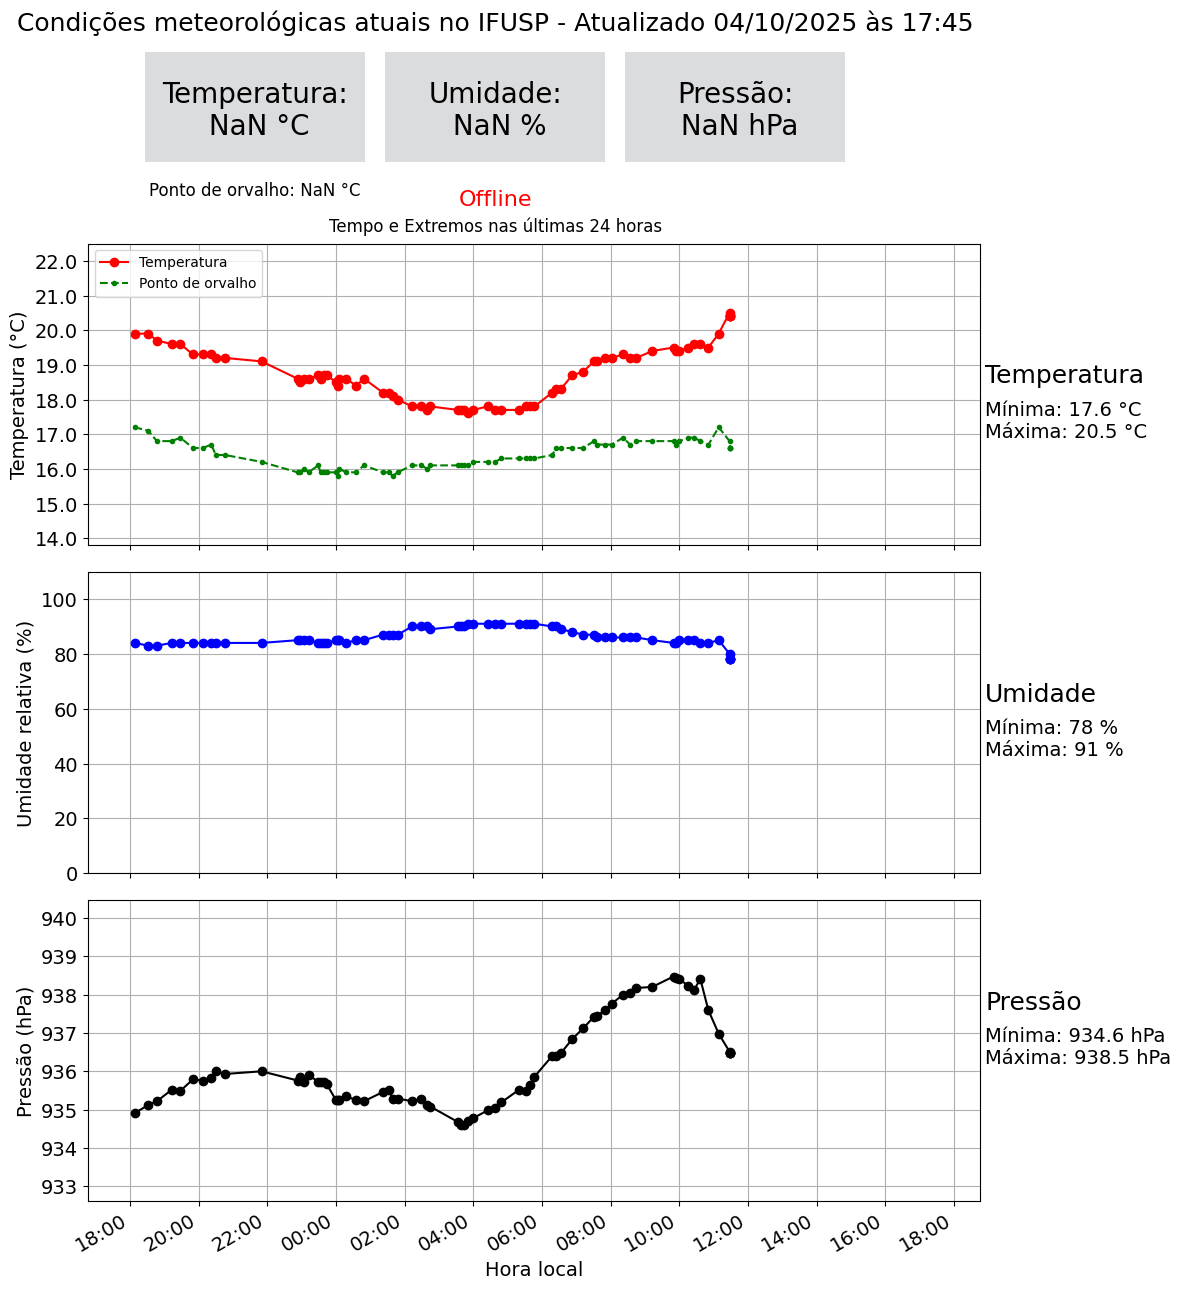 Condições meteorológicas atuais no IFUSP - Atualizado 04/10/2025 às 17:45
Temperatura:
NaN °C
Umidade:
NaN %
Pressão:
NaN hPa
Ponto de orvalho: NaN °C
Offline
Tempo e Extremos nas últimas 24 horas
Temperatura
Ponto de orvalho
Temperatura (°C)
22.0
21.0
20.0
19.0
18.0
17.0
16.0
15.0
14.0
Temperatura
Mínima: 17.6 °C
Máxima: 20.5 °C
Umidade relativa (%)
100
80
60
40
20
0
Umidade
Mínima: 78 %
Máxima: 91 %
Pressão (hPa)
940
939
938
937
936
935
934
933
Pressão
Mínima: 934.6 hPa
Máxima: 938.5 hPa
18:00
20:00
22:00
00:00
02:00
04:00
06:00
08:00
10:00
12:00
14:00
16:00
18:00
Hora local